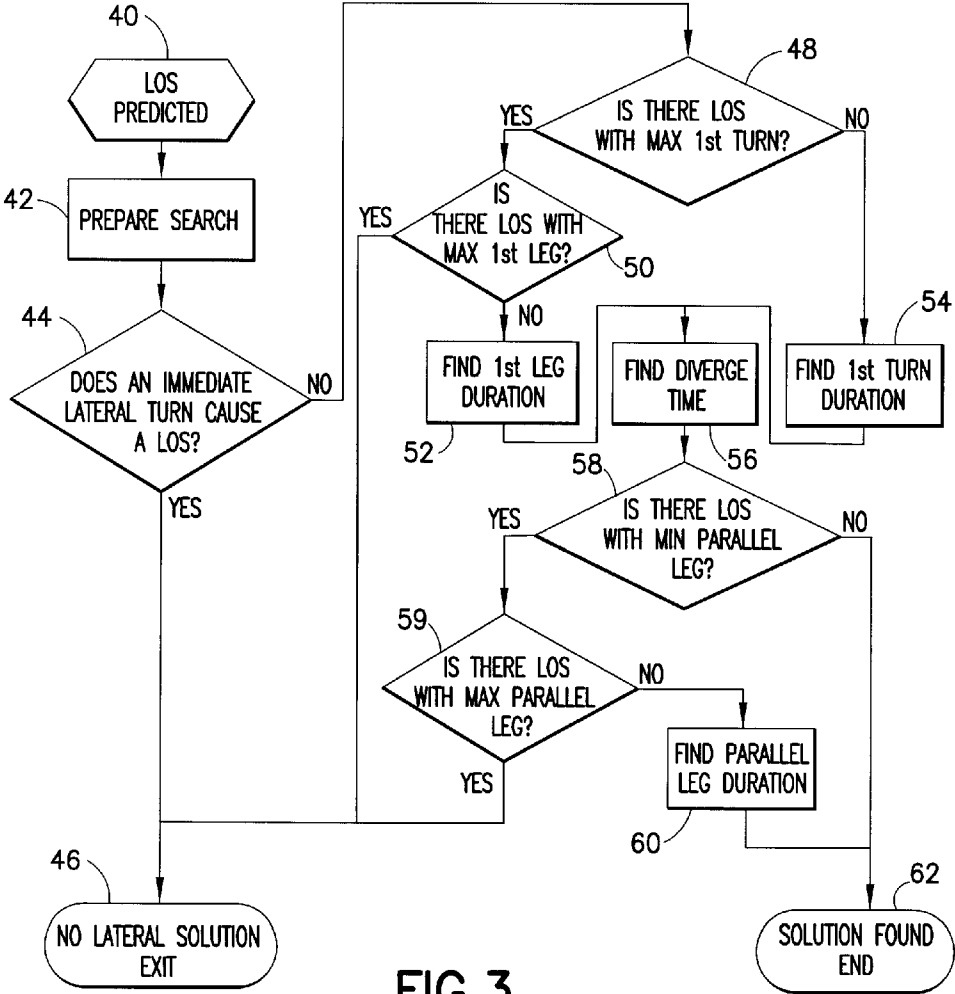 40
LOS
PREDICTED
42
PREPARE SEARCH
44
DOES AN IMMEDIATE
LATERAL TURN CAUSE
A LOS?
NO
YES
48
IS THERE LOS
WITH MAX 1st TURN?
YES
NO
IS
THERE LOS WITH
MAX 1st LEG?
YES
50
NO
54
FIND 1st LEG
DURATION
52
FIND DIVERGE
TIME
56
FIND 1st TURN
DURATION
58
IS THERE LOS
WITH MIN PARALLEL
LEG?
YES
NO
59
IS THERE LOS
WITH MAX PARALLEL
LEG?
NO
YES
FIND PARALLEL
LEG DURATION
60
46
NO LATERAL SOLUTION
EXIT
62
SOLUTION FOUND
END
FIG. 3